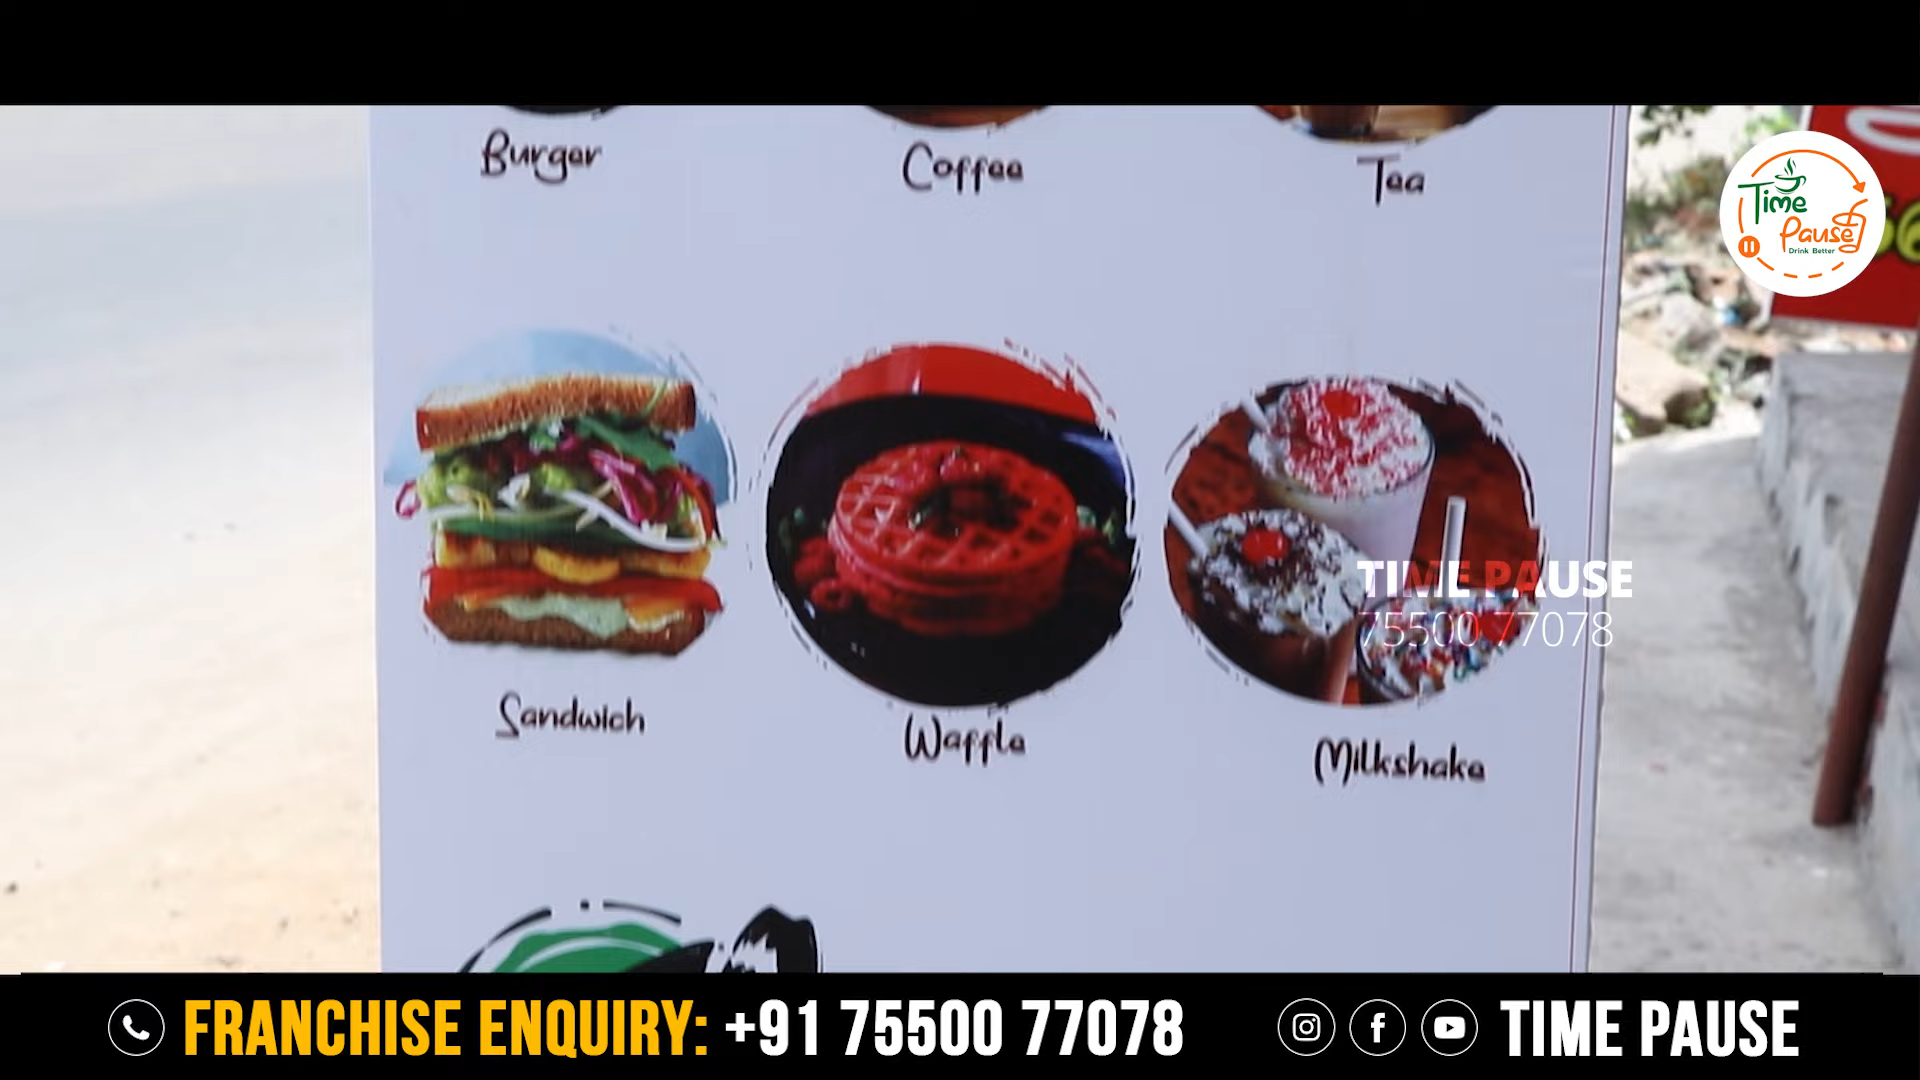 Burger
Coffee
Tea
Time
Pause
Drink Better
Sandwich
Waffle
Milkshake
TIME PAUSE
75500 77078
FRANCHISE ENQUIRY: +91 75500 77078
TIME PAUSE